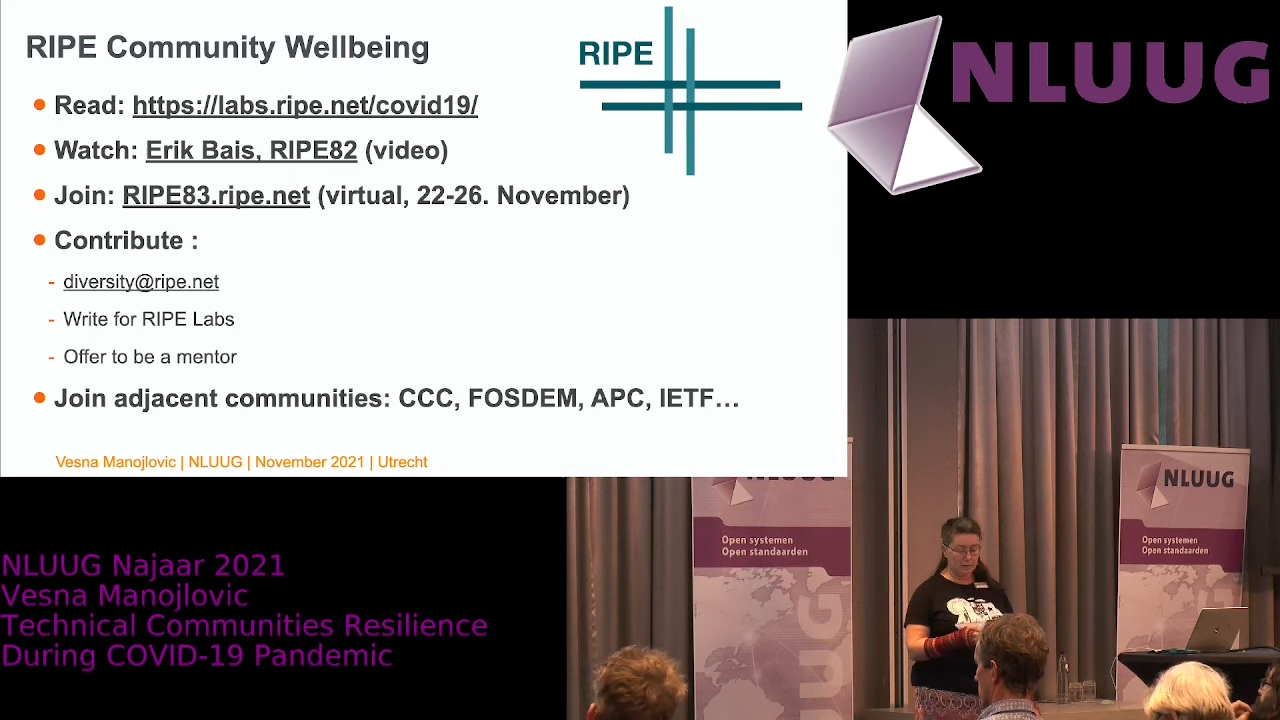 RIPE Community Wellbeing
RIPE
Read: https://labs.ripe.net/covid19/
Watch: Erik Bais, RIPE82 (video)
Join: RIPE83.ripe.net (virtual, 22-26. November)
Contribute :
- diversity@ripe.net
- Write for RIPE Labs
- Offer to be a mentor
Join adjacent communities: CCC, FOSDEM, APC, IETF…
Vesna Manojlovic | NLUUG | November 2021 | Utrecht
NLUUG
NLUUG Najaar 2021
Vesna Manojlovic
Technical Communities Resilience
During COVID-19 Pandemic
NLUUG
Open systemen
Open standaarden
NLUUG
NLUUG
Open systemen
Open standaarden